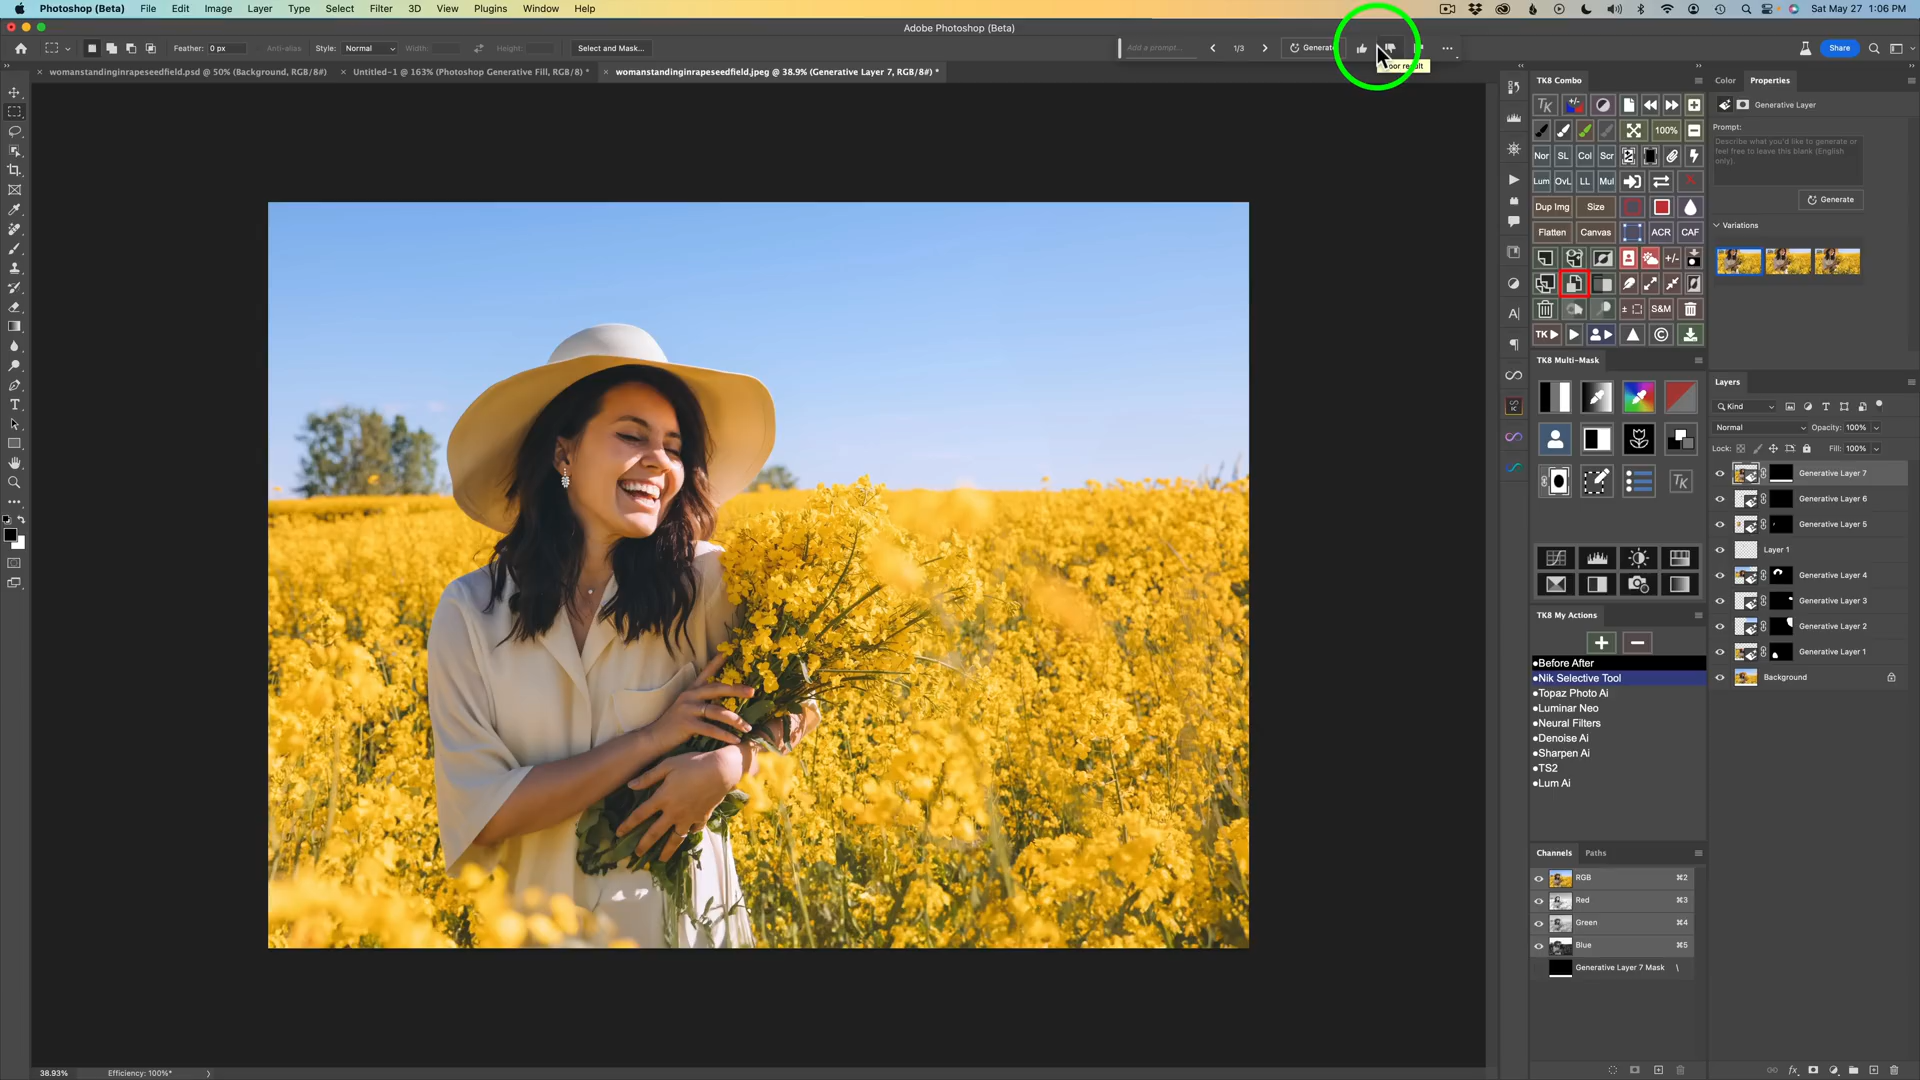 Photoshop (Beta) File Edit Image Layer Type Select Filter 3D View Plugins Window Help Sat May 27 1:06 PM
Adobe Photoshop (Beta)
Feather: 0 px Anti-alias Style: Normal Width: Height: Select and Mask... Add a prompt... 1/3 Generate Share
oor result
womanstandinginrapeseedfield.psd @ 50% (Background, RGB/8#) Untitled-1 @ 163% (Photoshop Generative Fill, RGB/8) * womanstandinginrapeseedfield.jpeg @ 38.9% (Generative Layer 7, RGB/8#) *
TK8 Combo
TK +/-
100%
Nor SL Col Scr
Lum OvL LL Mul
Dup Img Size
Flatten Canvas ACR CAF
+/-
± S&M
TK
TK8 Multi-Mask
TK
TK8 My Actions
Before After
Nik Selective Tool
Topaz Photo Ai
Luminar Neo
Neural Filters
Denoise Ai
Sharpen Ai
TS2
Lum Ai
Channels Paths
RGB ⌘2
Red ⌘3
Green ⌘4
Blue ⌘5
Generative Layer 7 Mask \
Color Properties
Generative Layer
Prompt:
Describe what you'd like to generate or
feel free to leave this blank (English
only).
Generate
Variations
Layers
Kind
Normal Opacity: 100%
Lock: Fill: 100%
Generative Layer 7
Generative Layer 6
Generative Layer 5
Layer 1
Generative Layer 4
Generative Layer 3
Generative Layer 2
Generative Layer 1
Background
38.93% Efficiency: 100%*